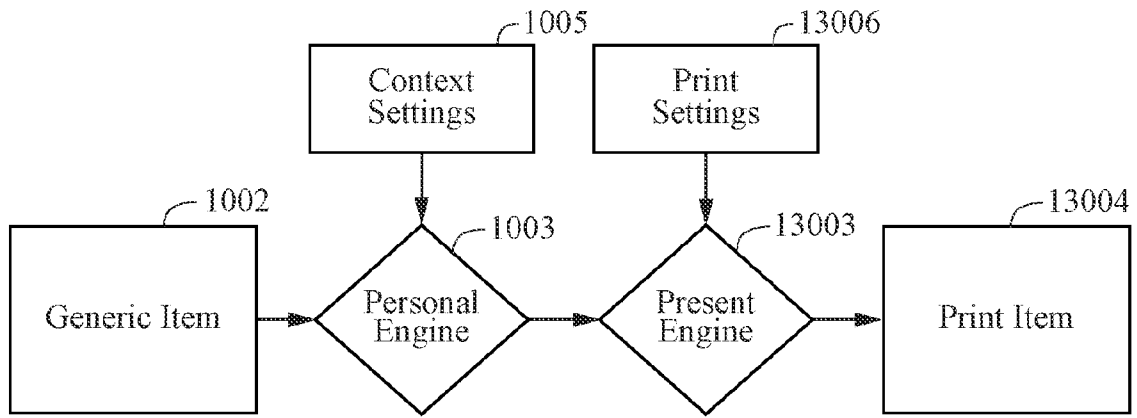 1005
13006
Context
Settings
Print
Settings
1002
1003
13003
13004
Generic Item
Personal
Engine
Present
Engine
Print Item